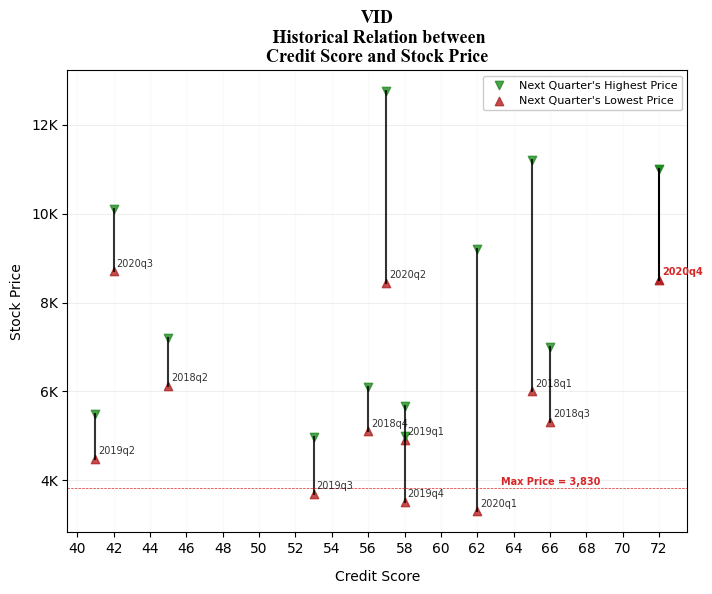 VID
Historical Relation between
Credit Score and Stock Price
Next Quarter's Highest Price
Next Quarter's Lowest Price
12K
10K
8K
6K
4K
Stock Price
2020q3
2020q2
2020q4
2018q2
2018q1
2018q4
2018q3
2019q1
2019q2
2019q3
2019q4
2020q1
Max Price = 3,830
40 42 44 46 48 50 52 54 56 58 60 62 64 66 68 70 72
Credit Score